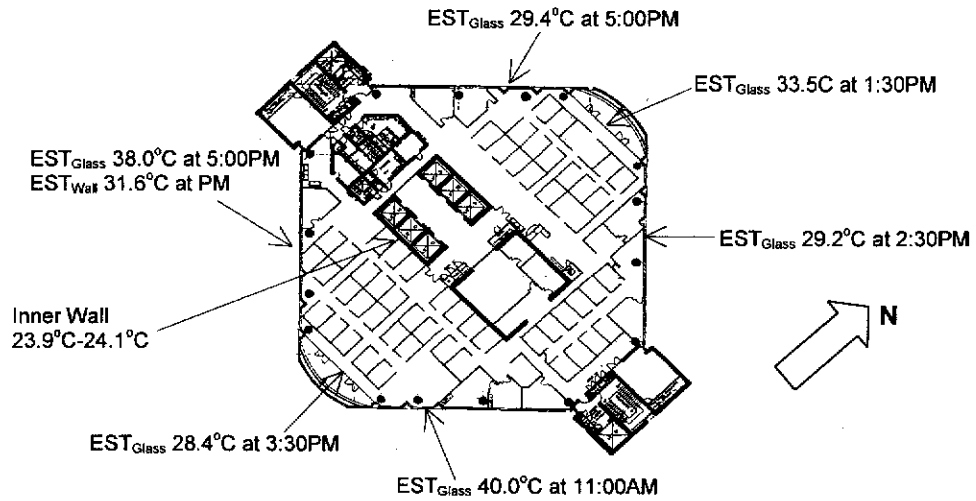 EST_Glass 29.4°C at 5:00PM
EST_Glass 33.5C at 1:30PM
EST_Glass 38.0°C at 5:00PM
EST_Wall 31.6°C at PM
EST_Glass 29.2°C at 2:30PM
Inner Wall
23.9°C-24.1°C
N
EST_Glass 28.4°C at 3:30PM
EST_Glass 40.0°C at 11:00AM